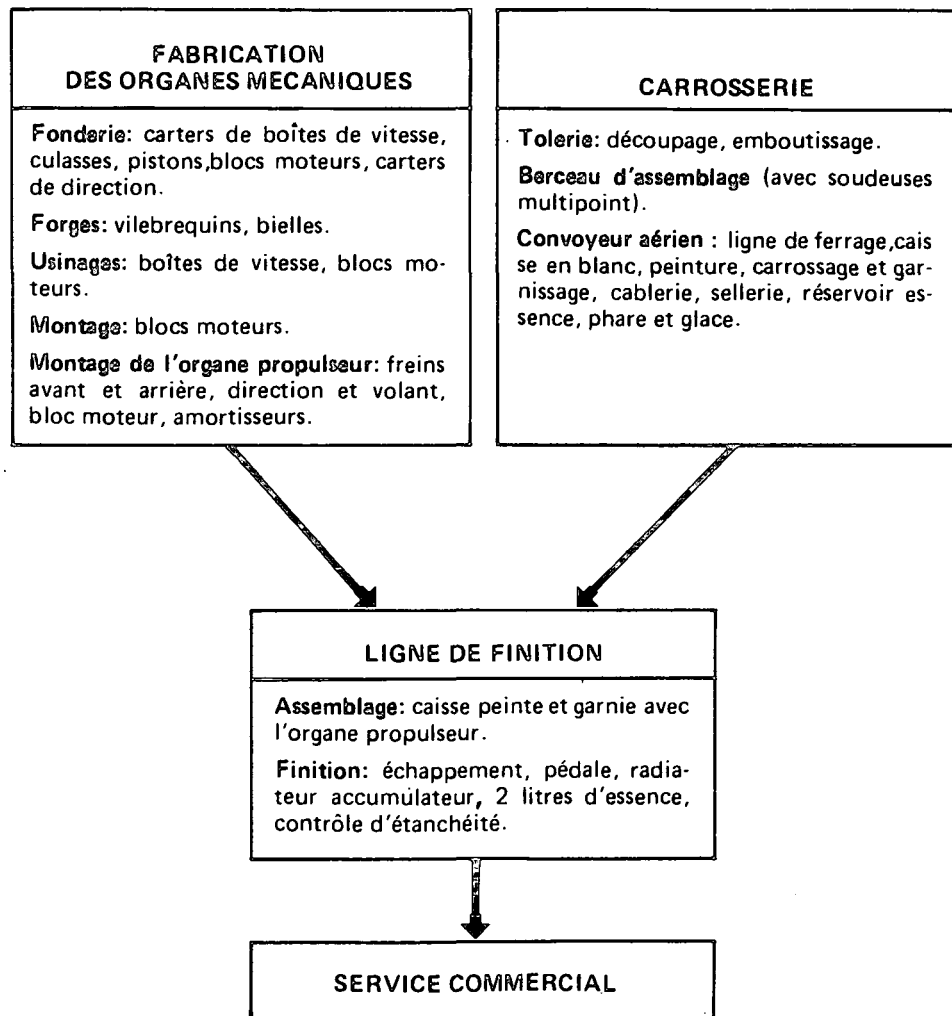 FABRICATION
DES ORGANES MECANIQUES
Fonderie: carters de boîtes de vitesse,
culasses, pistons,blocs moteurs, carters
de direction.
Forges: vilebrequins, bielles.
Usinages: boîtes de vitesse, blocs mo-
teurs.
Montage: blocs moteurs.
Montage de l'organe propulseur: freins
avant et arrière, direction et volant,
bloc moteur, amortisseurs.
CARROSSERIE
Tolerie: découpage, emboutissage.
Berceau d'assemblage (avec soudeuses
multipoint).
Convoyeur aérien : ligne de ferrage,cais
se en blanc, peinture, carrossage et gar-
nissage, cablerie, sellerie, réservoir es-
sence, phare et glace.
LIGNE DE FINITION
Assemblage: caisse peinte et garnie avec
l'organe propulseur.
Finition: échappement, pédale, radia-
teur accumulateur, 2 litres d'essence,
contrôle d'étanchéité.
SERVICE COMMERCIAL